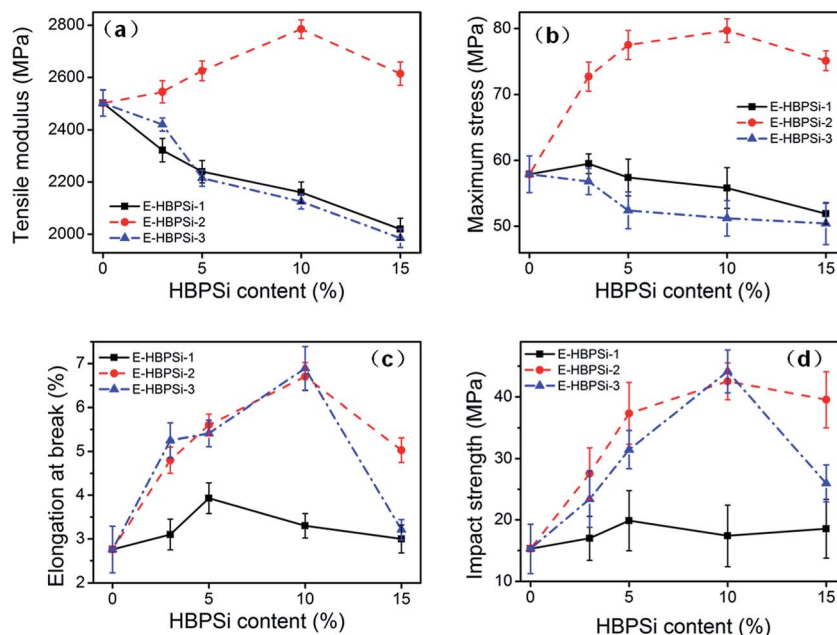 (a)
Tensile modulus (MPa)
2800
2600
2400
2200
2000
E-HBPSi-1
E-HBPSi-2
E-HBPSi-3
0 5 10 15
HBPSi content (%)
(b)
Maximum stress (MPa)
80
70
60
50
E-HBPSi-1
E-HBPSi-2
E-HBPSi-3
0 5 10 15
HBPSi content (%)
(c)
Elongation at break (%)
7
6
5
4
3
2
E-HBPSi-1
E-HBPSi-2
E-HBPSi-3
0 5 10 15
HBPSi content (%)
(d)
Impact strength (MPa)
40
30
20
10
E-HBPSi-1
E-HBPSi-2
E-HBPSi-3
0 5 10 15
HBPSi content (%)